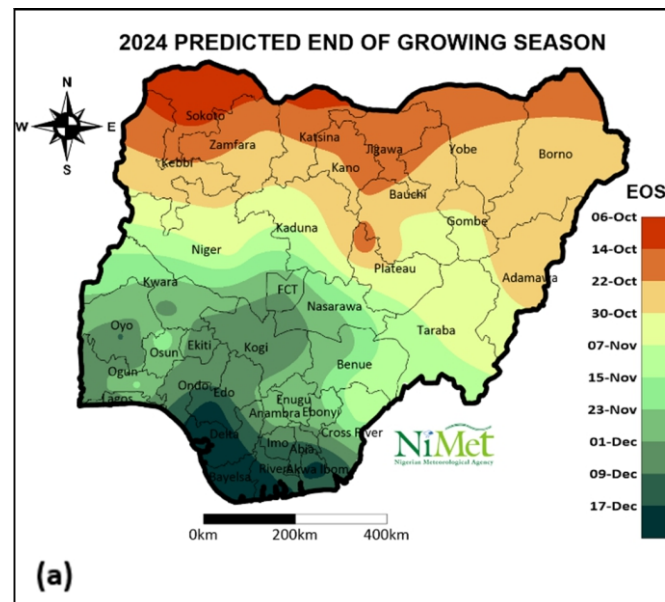 2024 PREDICTED END OF GROWING SEASON
N
W E
S
Sokoto
Zamfara
Katsina
Jigawa
Yobe
Borno
Kebbi
Kano
Bauchi
Gombe
Kaduna
Niger
Plateau
Adamawa
Kwara
FCT
Nasarawa
Taraba
Oyo
Osun
Ekiti
Kogi
Benue
Ogun
Ondo
Edo
Lagos
Enugu
Anambra
Ebonyi
Cross River
Delta
Imo
Abia
Bayelsa
Rivers
Akwa Ibom
EOS
06-Oct
14-Oct
22-Oct
30-Oct
07-Nov
15-Nov
23-Nov
01-Dec
09-Dec
17-Dec
NiMet
Nigerian Meteorological Agency
0km 200km 400km
(a)